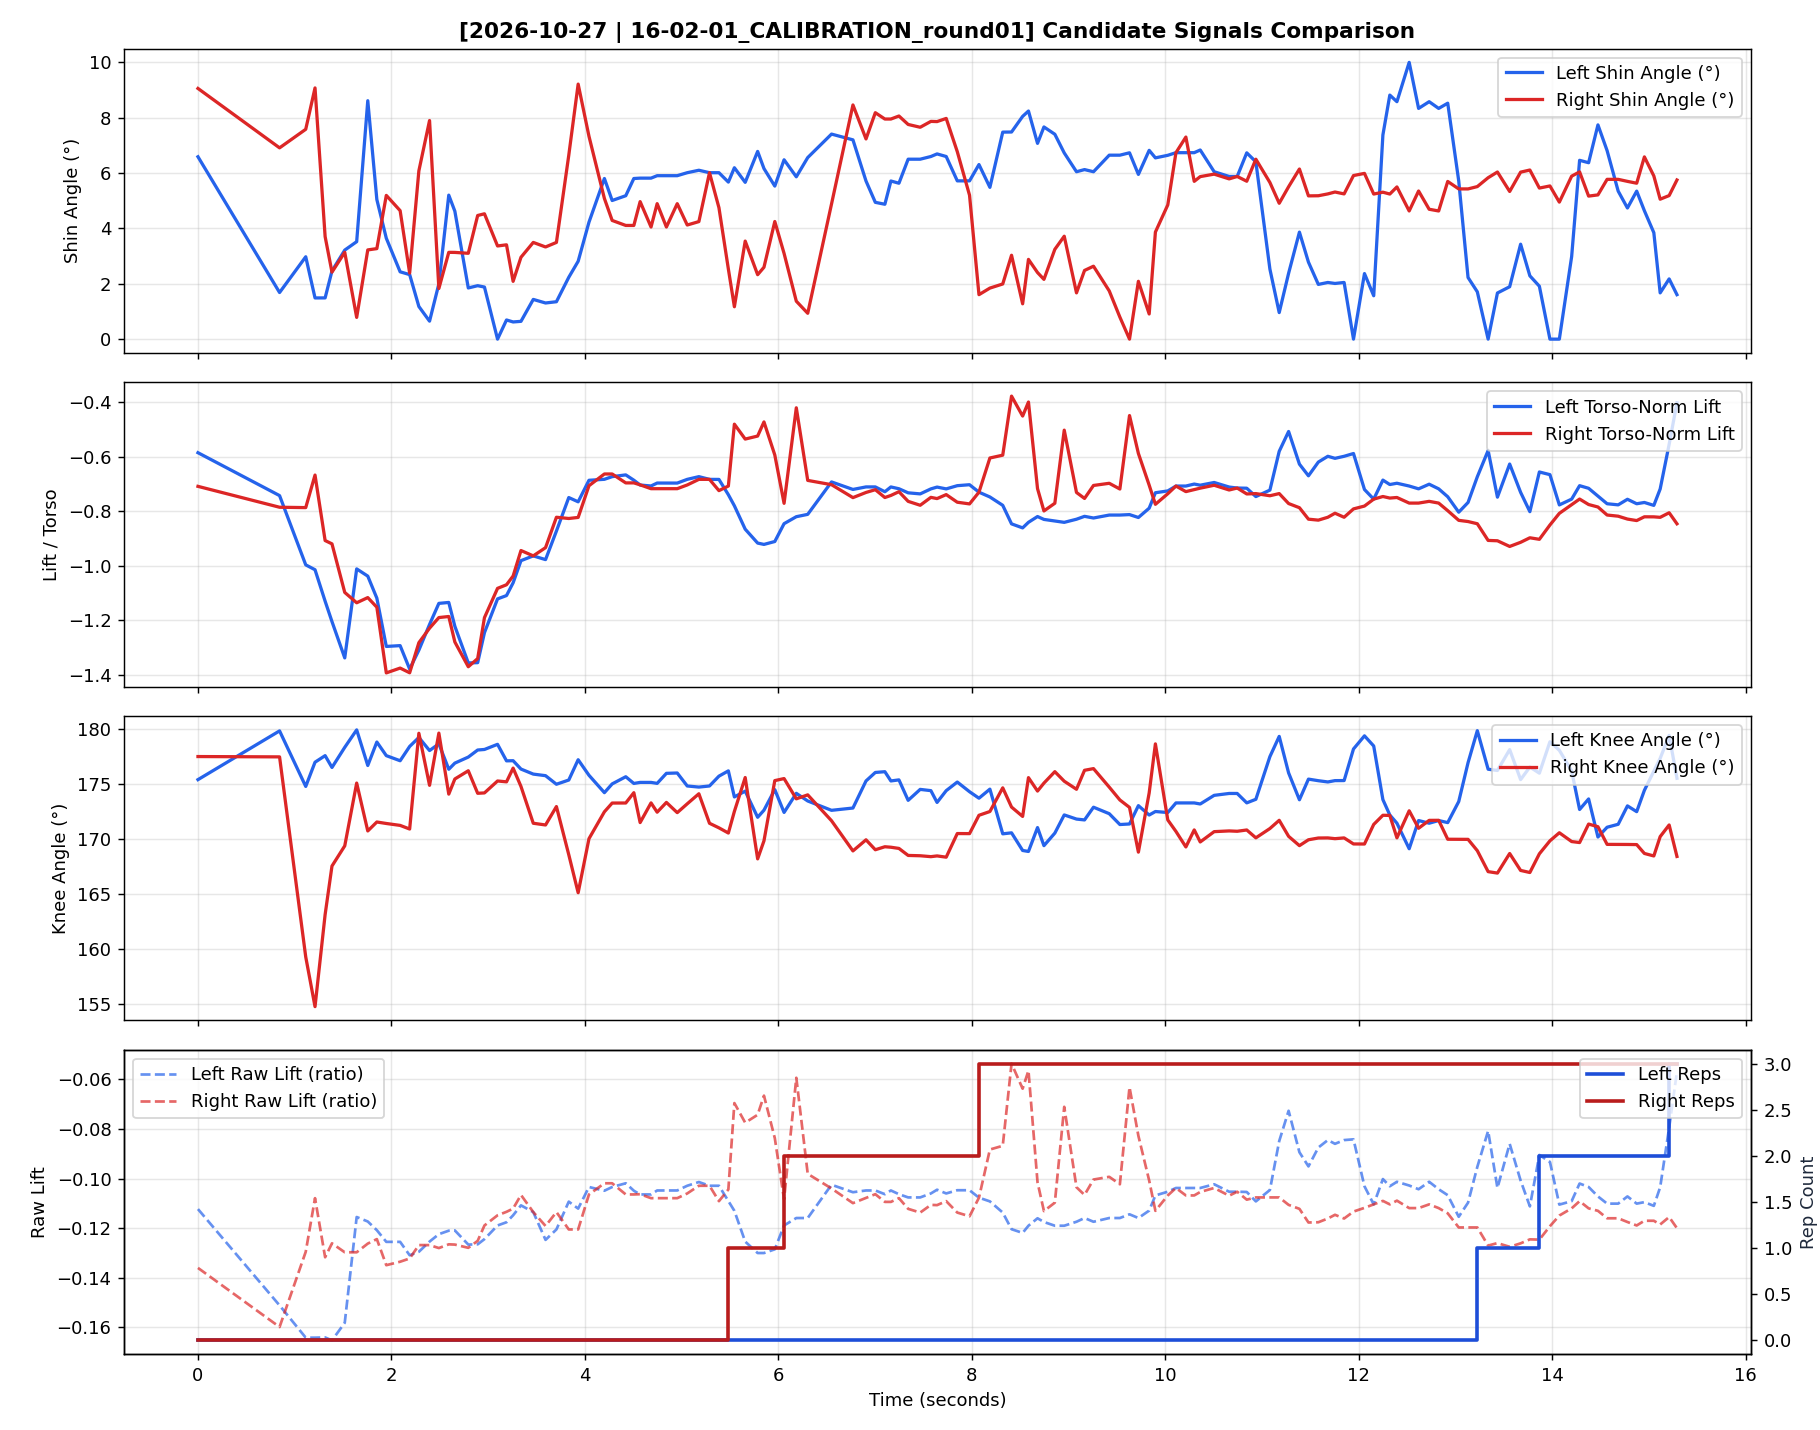 [2026-10-27 | 16-02-01_CALIBRATION_round01] Candidate Signals Comparison
Shin Angle (°)
10
8
6
4
2
0
Left Shin Angle (°)
Right Shin Angle (°)
Lift / Torso
−0.4
−0.6
−0.8
−1.0
−1.2
−1.4
Left Torso-Norm Lift
Right Torso-Norm Lift
Knee Angle (°)
180
175
170
165
160
155
Left Knee Angle (°)
Right Knee Angle (°)
Raw Lift
−0.06
−0.08
−0.10
−0.12
−0.14
−0.16
Left Raw Lift (ratio)
Right Raw Lift (ratio)
Left Reps
Right Reps
3.0
2.5
2.0
1.5
1.0
0.5
0.0
Rep Count
0 2 4 6 8 10 12 14 16
Time (seconds)